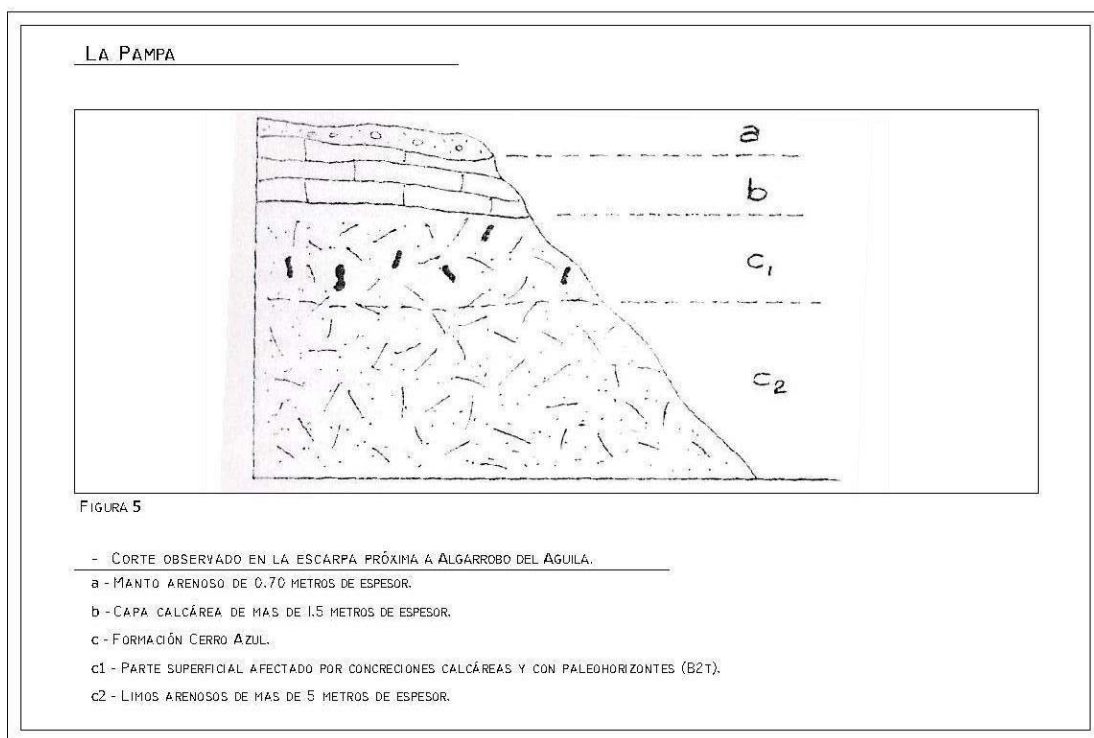 LA PAMPA
a
b
c1
c2
FIGURA 5
- CORTE OBSERVADO EN LA ESCARPA PRÓXIMA A ALGARROBO DEL AGUILA.
a - MANTO ARENOSO DE 0.70 METROS DE ESPESOR.
b - CAPA CALCÁREA DE MAS DE 1.5 METROS DE ESPESOR.
c - FORMACIÓN CERRO AZUL.
c1 - PARTE SUPERFICIAL AFECTADO POR CONCRECIONES CALCÁREAS Y CON PALEOHORIZONTES (B2T).
c2 - LIMOS ARENOSOS DE MAS DE 5 METROS DE ESPESOR.